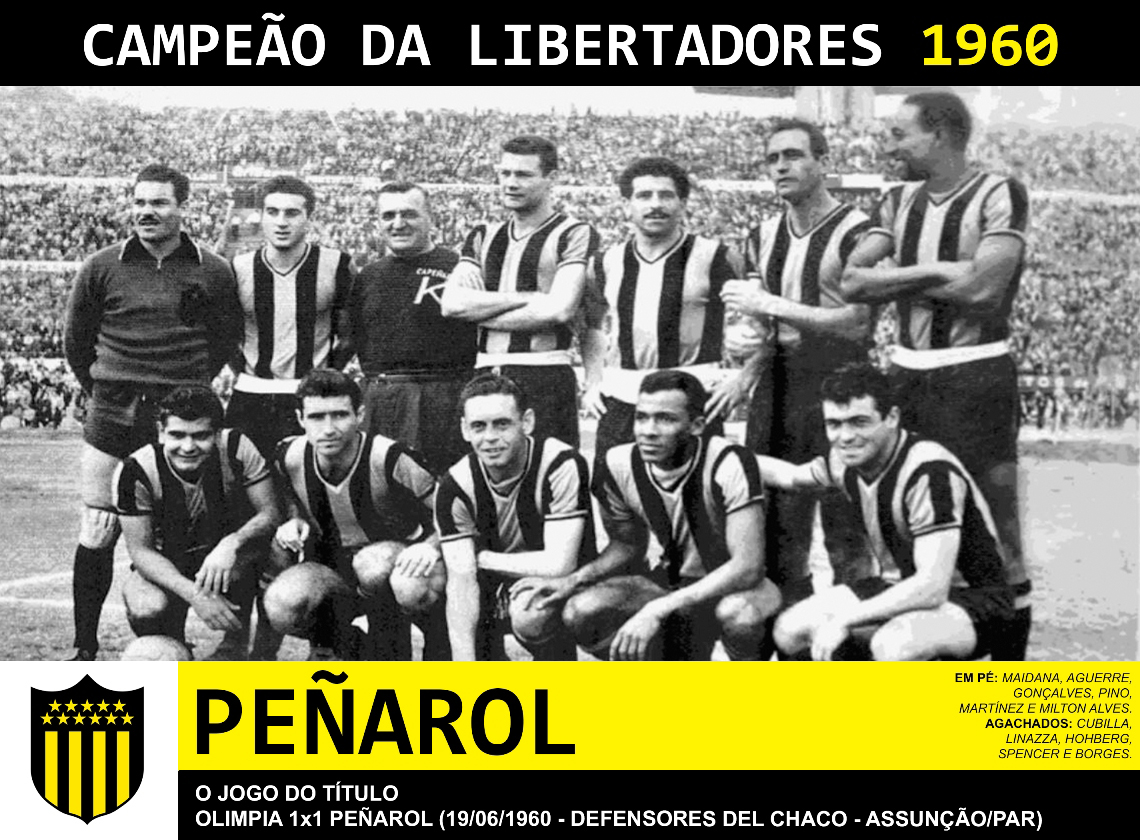 CAMPEÃO DA LIBERTADORES 1960
CAPEÑA
K
PEÑAROL
EM PÉ: MAIDANA, AGUERRE,
GONÇALVES, PINO,
MARTÍNEZ E MILTON ALVES.
AGACHADOS: CUBILLA,
LINAZZA, HOHBERG,
SPENCER E BORGES.
O JOGO DO TÍTULO
OLIMPIA 1x1 PEÑAROL (19/06/1960 - DEFENSORES DEL CHACO - ASSUNÇÃO/PAR)